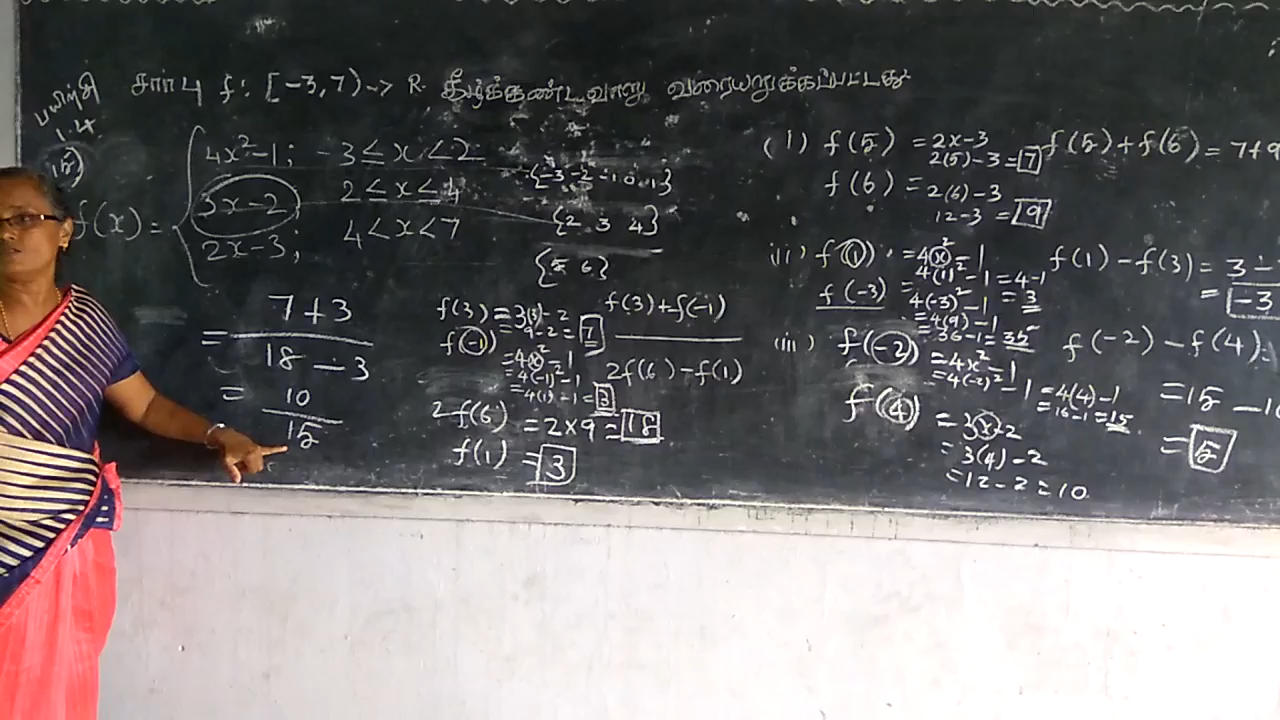 பயிற்சி
1.4
சார்பு f: [-3, 7) -> R கீழ்க்கண்டவாறு வரையறுக்கப்பட்டது
15)
f(x) =
4x²-1; -3 ≤ x < 2
3x-2; 2 ≤ x ≤ 4
2x-3; 4 < x < 7
{-3 -2 -1 0 1}
{2 3 4}
{5 6}
= 7+3
18 - 3
= 10
15
f(3) = 3(3)-2
= 9-2 = 7
f(-1)
= 4(x)²-1
= 4(-1)²-1
= 4(1)-1 = 3
f(3)+f(-1)
2f(6)-f(1)
2f(6) = 2×9 = 18
f(1) = 3
(i) f(5) = 2x-3
2(5)-3 = 7
f(6) = 2(6)-3
12-3 = 9
f(5)+f(6) = 7+9
(ii) f(1) = 4(x)²-1
4(1)²-1 = 4-1
= 3
f(-3) = 4(-3)²-1
= 4(9)-1
= 36-1 = 35
f(1)-f(3) = 3-
= -3
(iii) f(-2) = 4x²-1
= 4(-2)²-1 = 4(4)-1
= 16-1 = 15
f(4) = 3(x)-2
= 3(4)-2
= 12-2 = 10
f(-2)-f(4) =
= 15 - 10
= 5